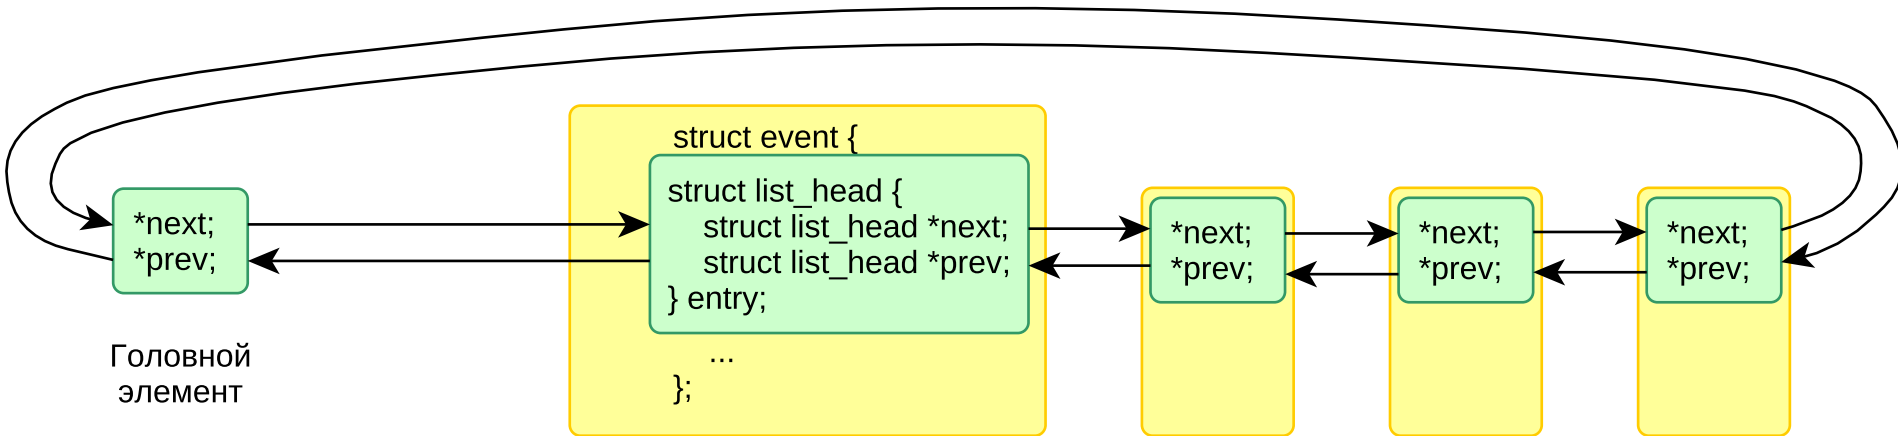 *next;
*prev;
Головной
элемент
struct event {
struct list_head {
struct list_head *next;
struct list_head *prev;
} entry;
...
};
*next;
*prev;
*next;
*prev;
*next;
*prev;